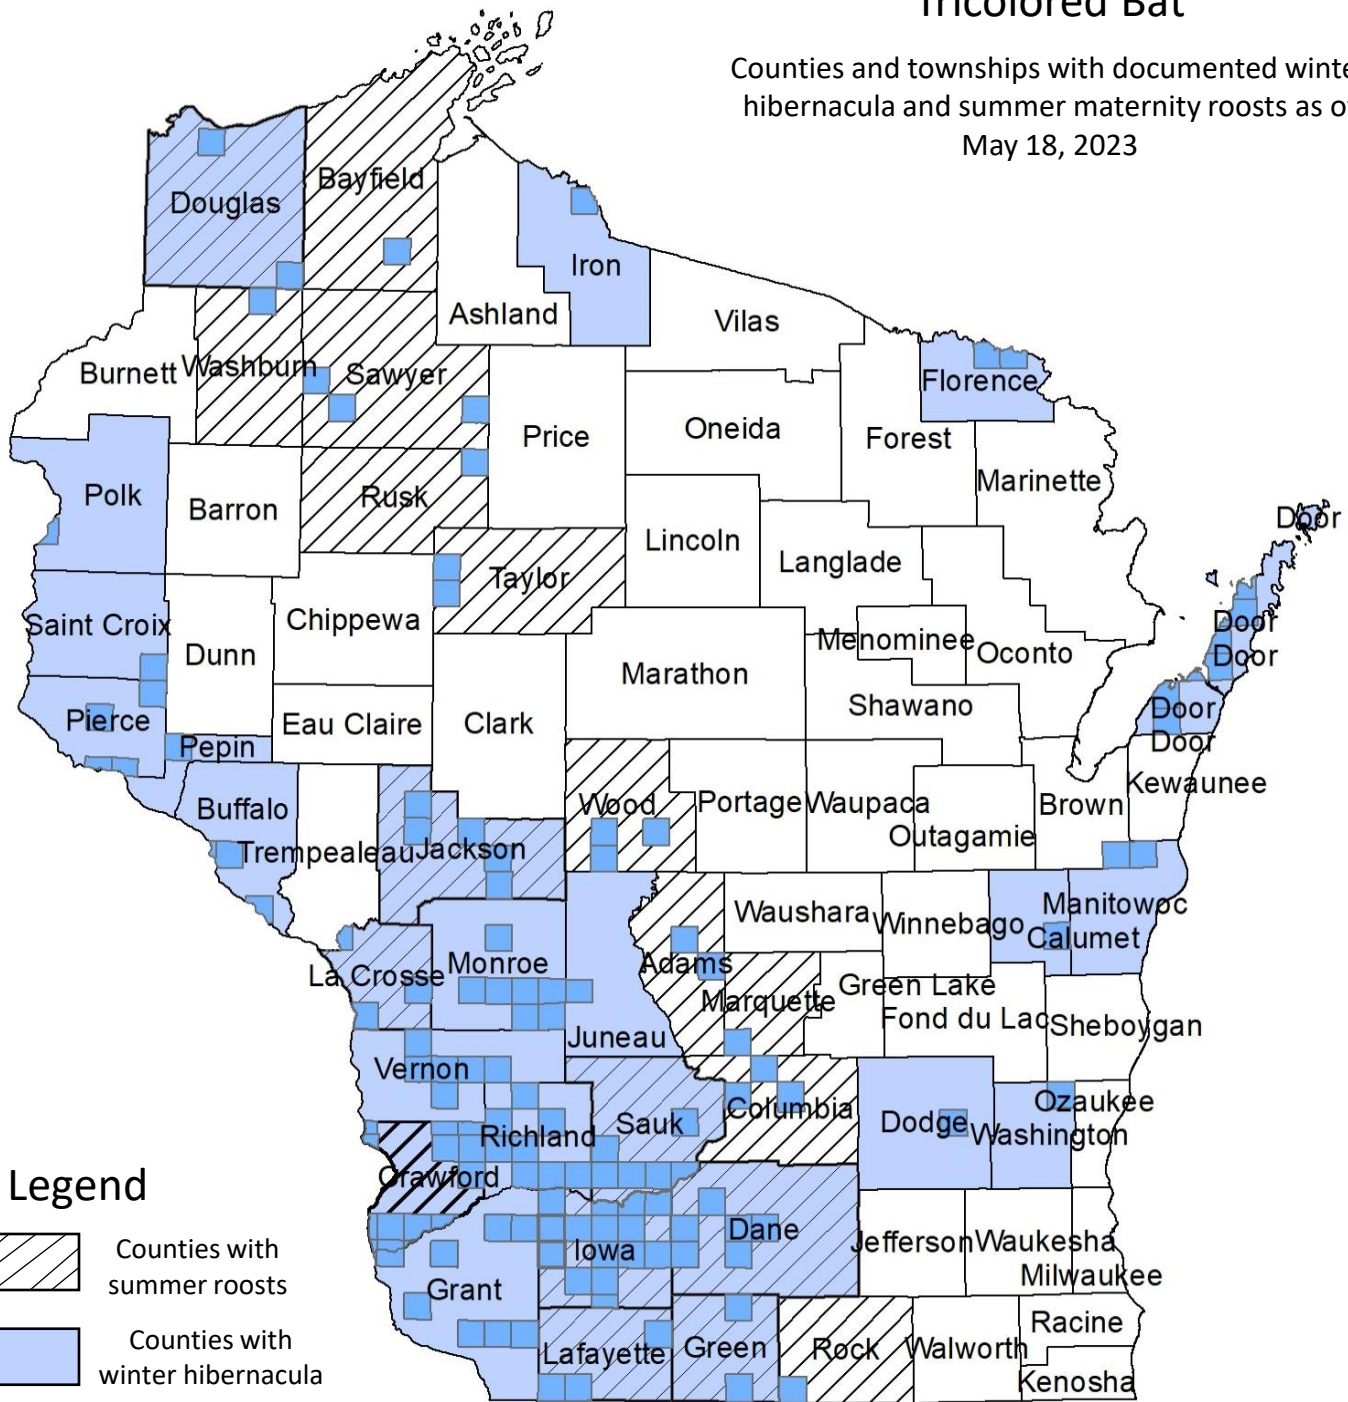 Tricolored Bat
Counties and townships with documented winte
hibernacula and summer maternity roosts as o
May 18, 2023
Bayfield
Douglas
Iron
Ashland
Vilas
Burnett
Washburn
Sawyer
Florence
Price
Oneida
Forest
Marinette
Polk
Barron
Rusk
Door
Lincoln
Langlade
Taylor
Chippewa
Saint Croix
Dunn
Door
Menominee
Oconto
Door
Marathon
Shawano
Pierce
Eau Claire
Clark
Door
Pepin
Door
Kewaunee
Buffalo
Wood
Portage
Waupaca
Brown
Outagamie
Trempealeau
Jackson
Waushara
Winnebago
Manitowoc
Calumet
La Crosse
Monroe
Adams
Marquette
Green Lake
Fond du Lac
Sheboygan
Juneau
Vernon
Columbia
Ozaukee
Richland
Sauk
Dodge
Washington
Crawford
Legend
Counties with
summer roosts
Dane
Iowa
Jefferson
Waukesha
Milwaukee
Grant
Counties with
winter hibernacula
Lafayette
Green
Rock
Walworth
Racine
Kenosha